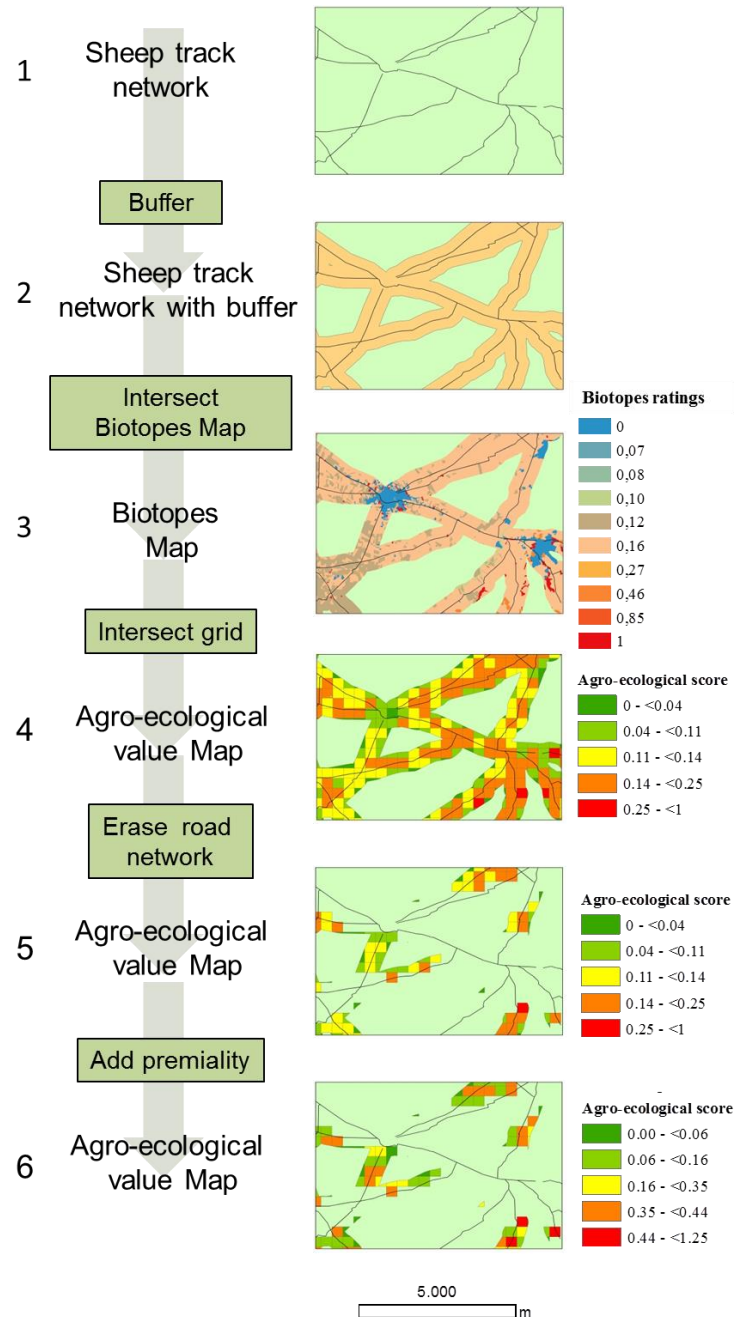 1
Sheep track
network
Buffer
2
Sheep track
network with buffer
Intersect
Biotopes Map
Biotopes ratings
0
0,07
0,08
0,10
0,12
0,16
0,27
0,46
0,85
1
3
Biotopes
Map
Intersect grid
4
Agro-ecological
value Map
Agro-ecological score
0 - <0.04
0.04 - <0.11
0.11 - <0.14
0.14 - <0.25
0.25 - <1
Erase road
network
5
Agro-ecological
value Map
Agro-ecological score
0 - <0.04
0.04 - <0.11
0.11 - <0.14
0.14 - <0.25
0.25 - <1
Add premiality
6
Agro-ecological
value Map
Agro-ecological score
0.00 - <0.06
0.06 - <0.16
0.16 - <0.35
0.35 - <0.44
0.44 - <1.25
5.000
m